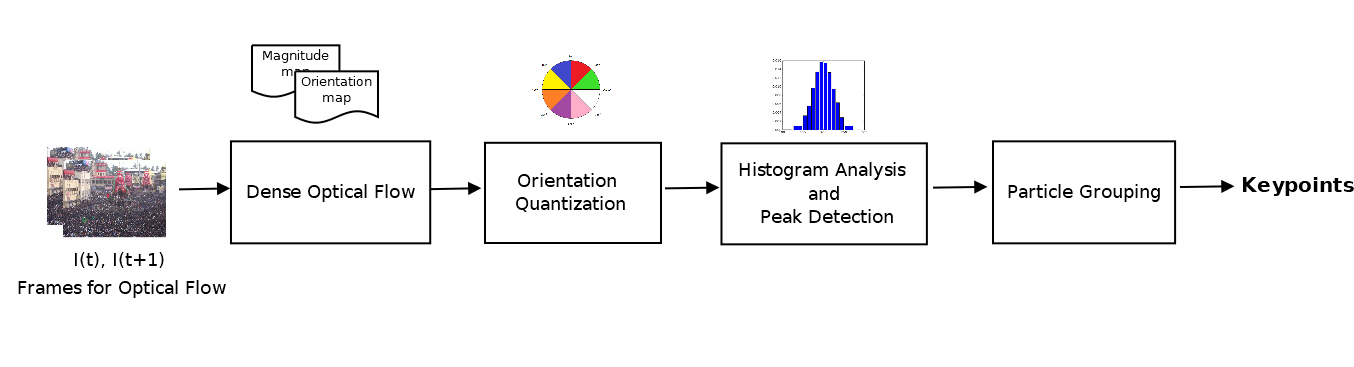 Magnitude
map
Orientation
map
Dense Optical Flow
Orientation
Quantization
Histogram Analysis
and
Peak Detection
Particle Grouping
Keypoints
I(t), I(t+1)
Frames for Optical Flow